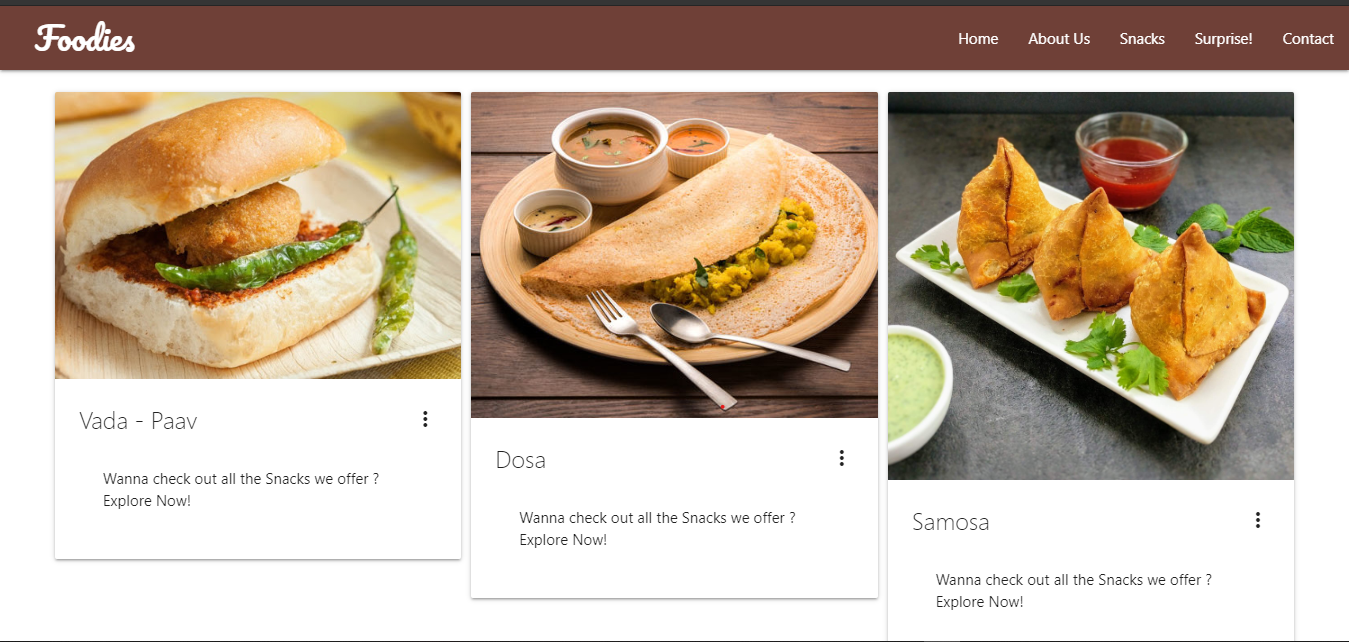 Foodies
Home
About Us
Snacks
Surprise!
Contact
Vada - Paav
Wanna check out all the Snacks we offer ?
Explore Now!
Dosa
Wanna check out all the Snacks we offer ?
Explore Now!
Samosa
Wanna check out all the Snacks we offer ?
Explore Now!